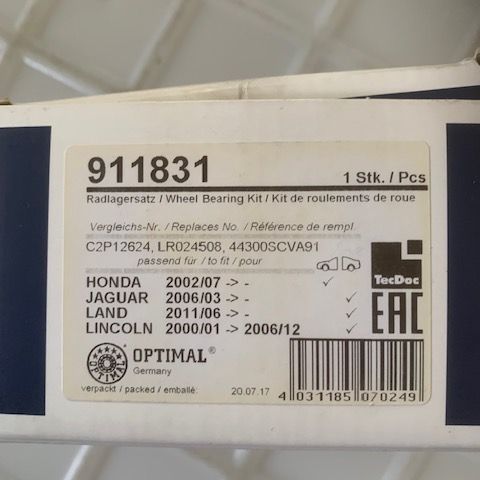 911831
1 Stk. / Pcs
Radlagersatz / Wheel Bearing Kit / Kit de roulements de roue
Vergleichs-Nr. / Replaces No. / Référence de rempl.
C2P12624, LR024508, 44300SCVA91
passend für / to fit / pour
HONDA 2002/07 -> -
JAGUAR 2006/03 -> -
LAND 2011/06 -> -
LINCOLN 2000/01 -> 2006/12
TecDoc
EAC
OPTIMAL
OPTIMAL®
Germany
verpackt / packed / emballé: 20.07.17
4 031185 070249